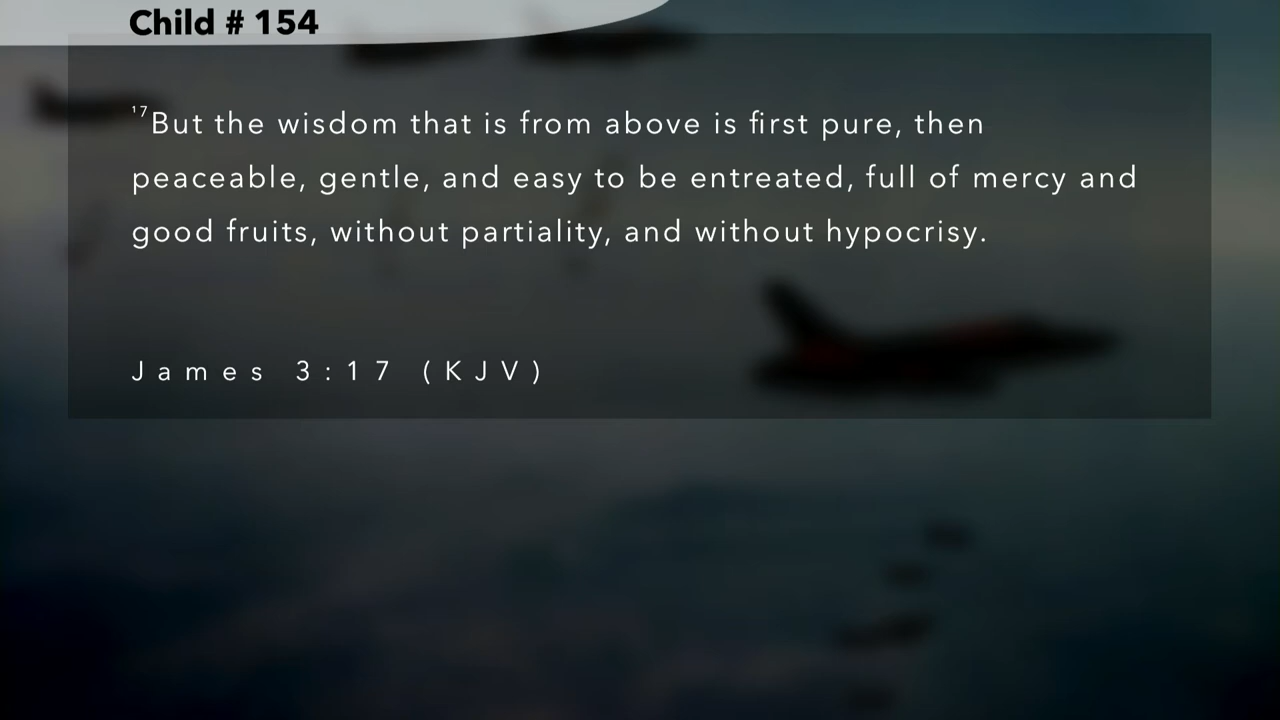 Child # 154
17But the wisdom that is from above is first pure, then
peaceable, gentle, and easy to be entreated, full of mercy and
good fruits, without partiality, and without hypocrisy.
James 3:17 (KJV)